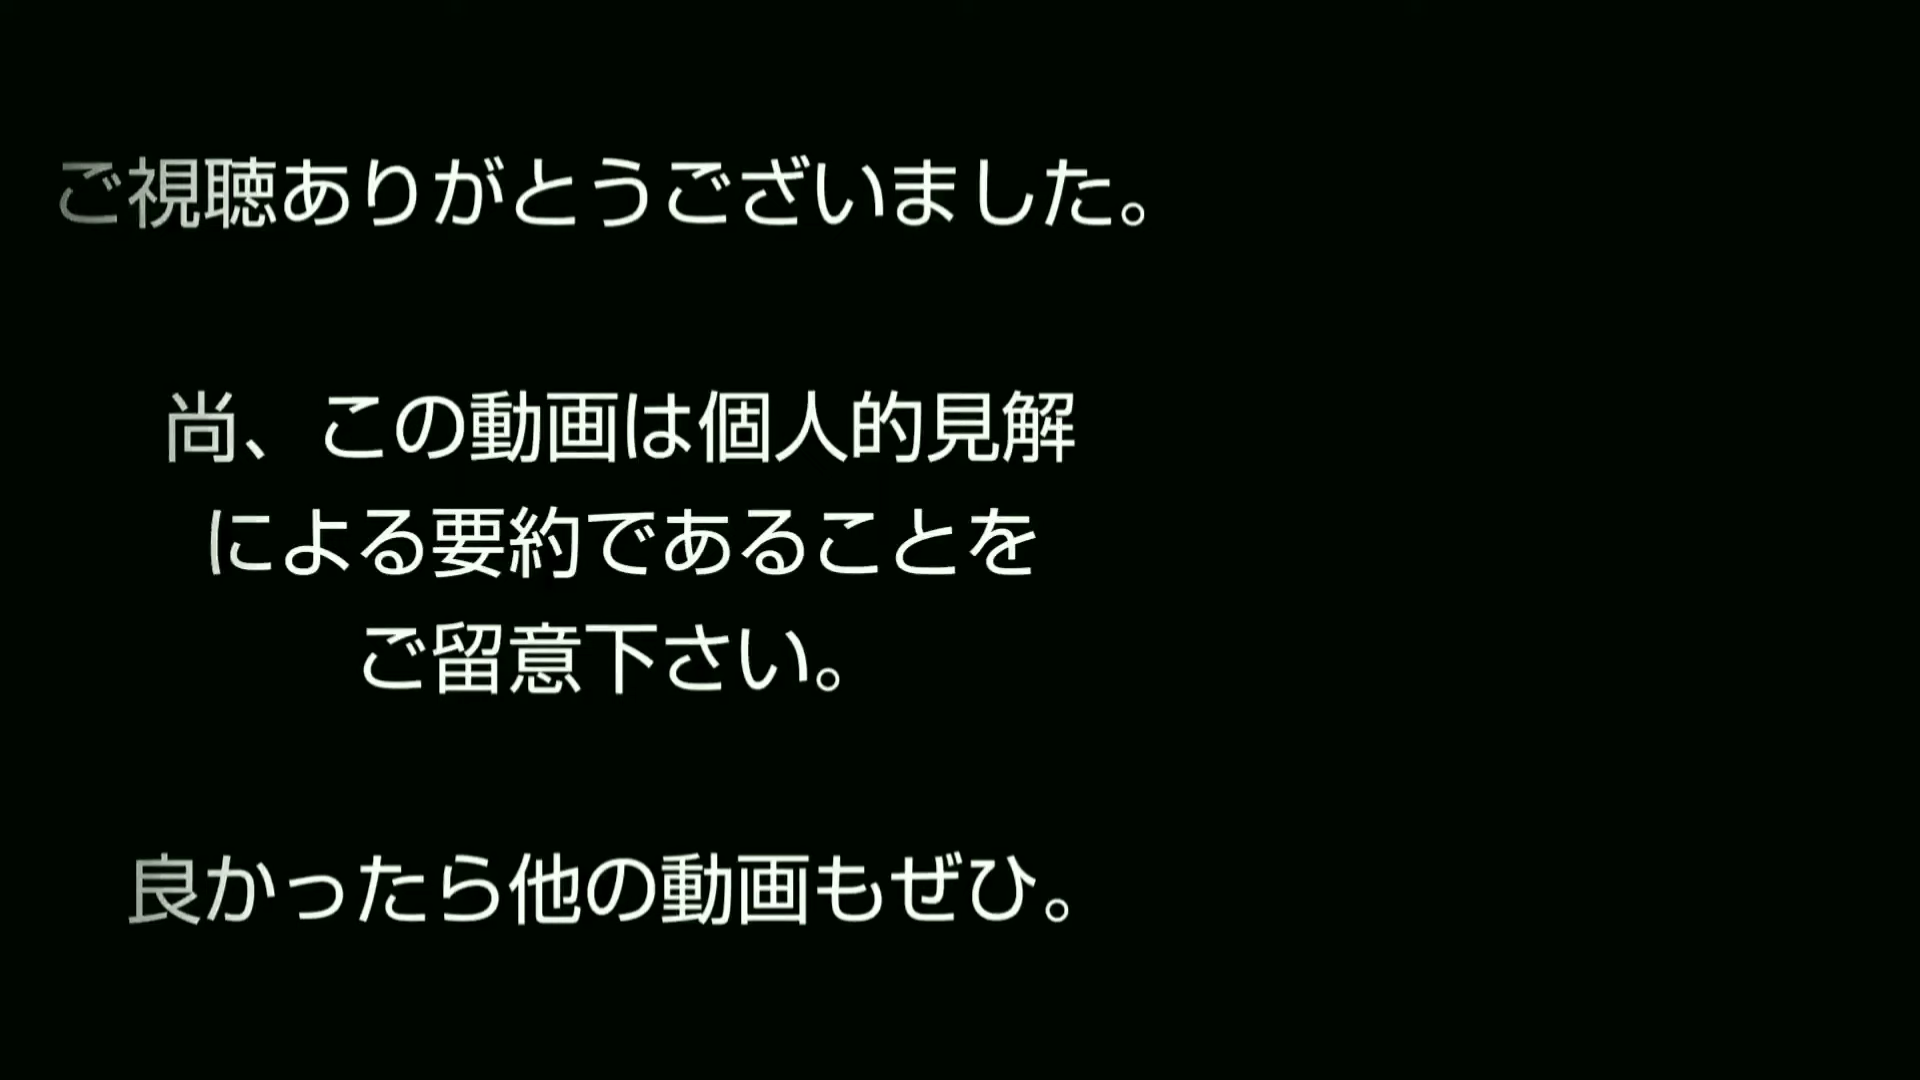 ご視聴ありがとうございました。
尚、この動画は個人的見解
による要約であることを
ご留意下さい。
良かったら他の動画もぜひ。